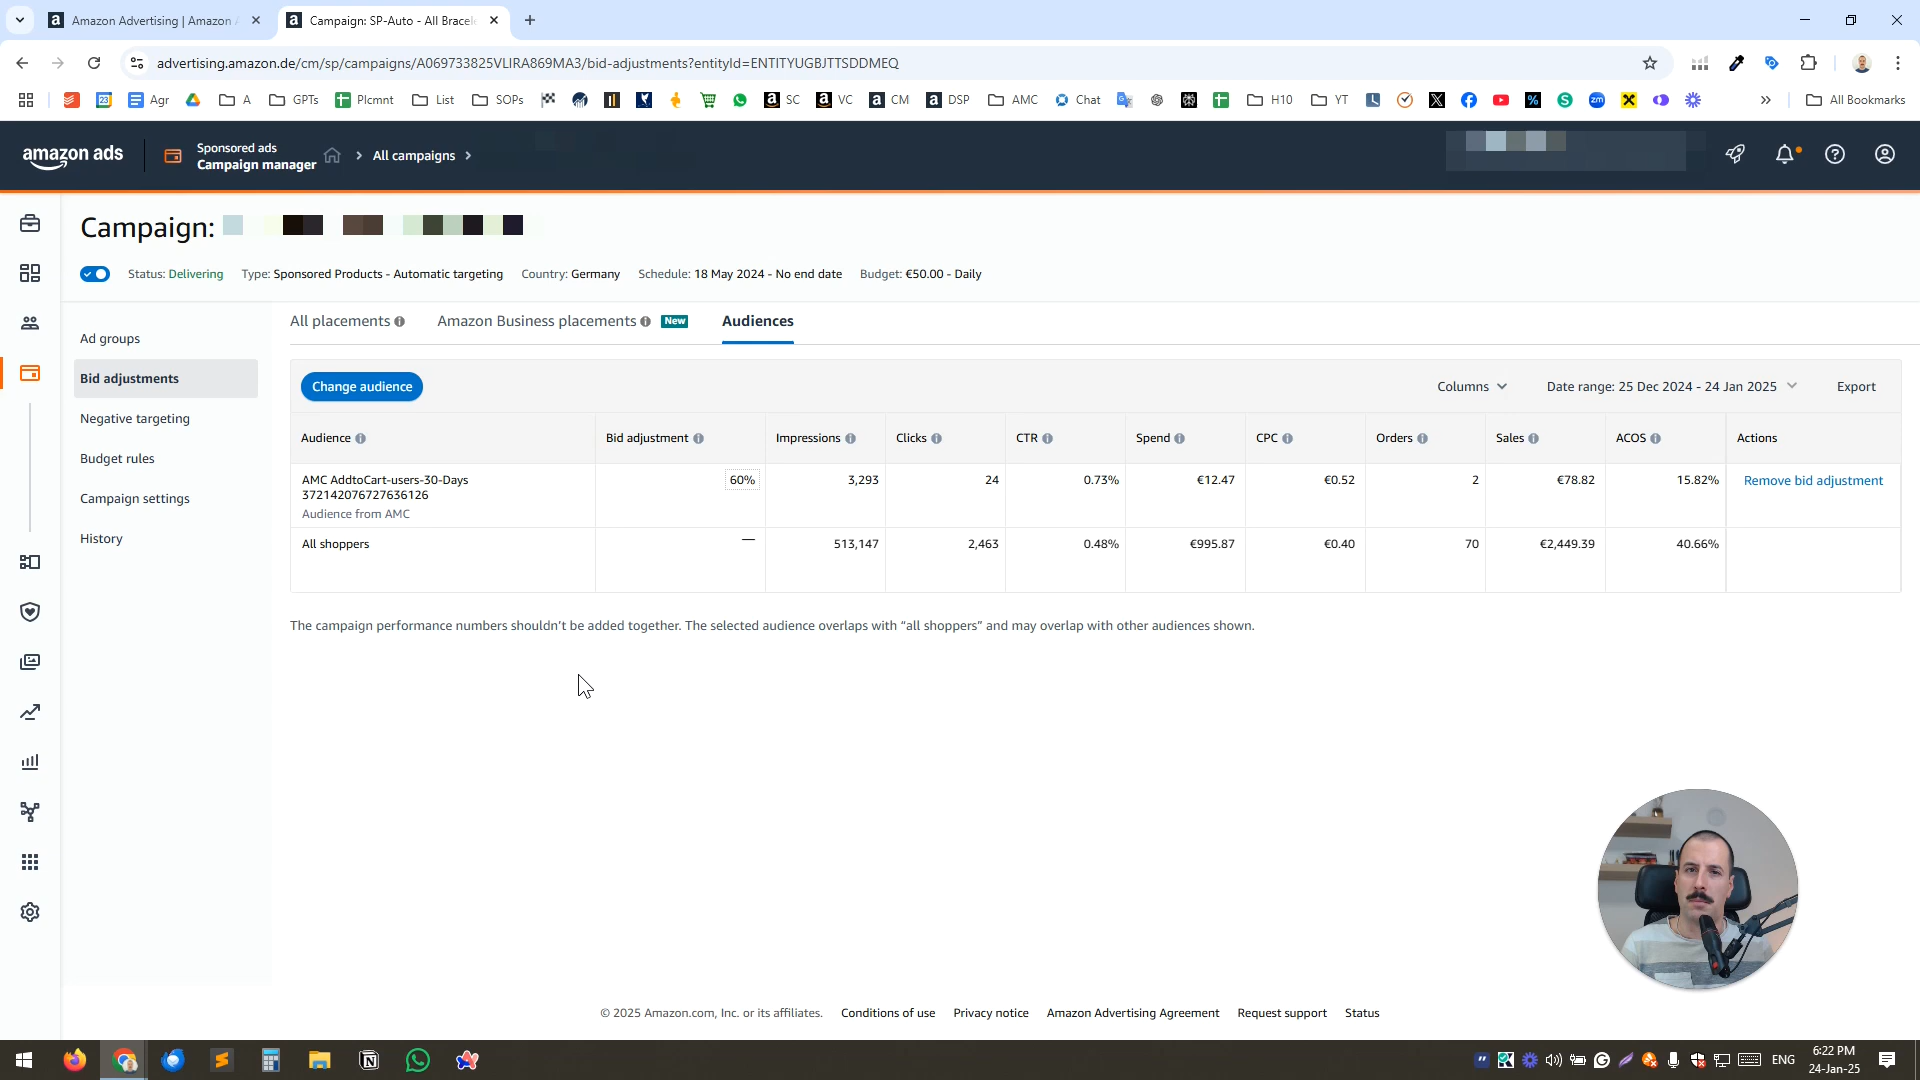 Amazon Advertising | Amazon A
Campaign: SP-Auto - All Bracele
advertising.amazon.de/cm/sp/campaigns/A069733825VLIRA869MA3/bid-adjustments?entityId=ENTITYUGBJTTSDDMEQ
Agr
A
GPTs
Plcmnt
List
SOPs
SC
VC
CM
DSP
AMC
Chat
H10
YT
All Bookmarks
amazon ads
Sponsored ads
Campaign manager
All campaigns
Campaign:
Status: Delivering
Type: Sponsored Products - Automatic targeting
Country: Germany
Schedule: 18 May 2024 - No end date
Budget: €50.00 - Daily
Ad groups
Bid adjustments
Negative targeting
Budget rules
Campaign settings
History
All placements
Amazon Business placements New
Audiences
Change audience
Columns
Date range: 25 Dec 2024 - 24 Jan 2025
Export
Audience
Bid adjustment
Impressions
Clicks
CTR
Spend
CPC
Orders
Sales
ACOS
Actions
AMC AddtoCart-users-30-Days
372142076727636126
Audience from AMC
60%
3,293
24
0.73%
€12.47
€0.52
2
€78.82
15.82%
Remove bid adjustment
All shoppers
—
513,147
2,463
0.48%
€995.87
€0.40
70
€2,449.39
40.66%
The campaign performance numbers shouldn't be added together. The selected audience overlaps with “all shoppers” and may overlap with other audiences shown.
© 2025 Amazon.com, Inc. or its affiliates.
Conditions of use
Privacy notice
Amazon Advertising Agreement
Request support
Status
ENG
6:22 PM
24-Jan-25